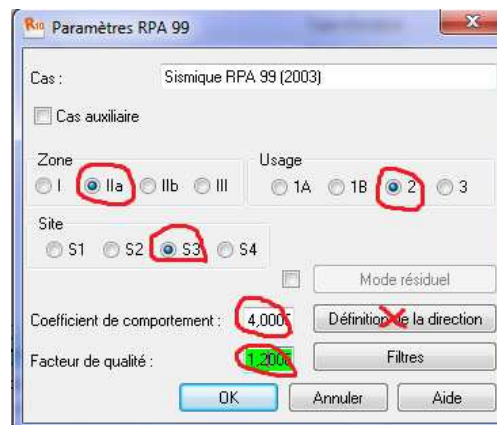 Paramètres RPA 99
Cas : Sismique RPA 99 (2003)
Cas auxiliaire
Zone Usage
I IIa IIb III 1A 1B 2 3
Site
S1 S2 S3 S4
Mode résiduel
Coefficient de comportement : 4,0000 Définition de la direction
Facteur de qualité : 1,2000 Filtres
OK Annuler Aide